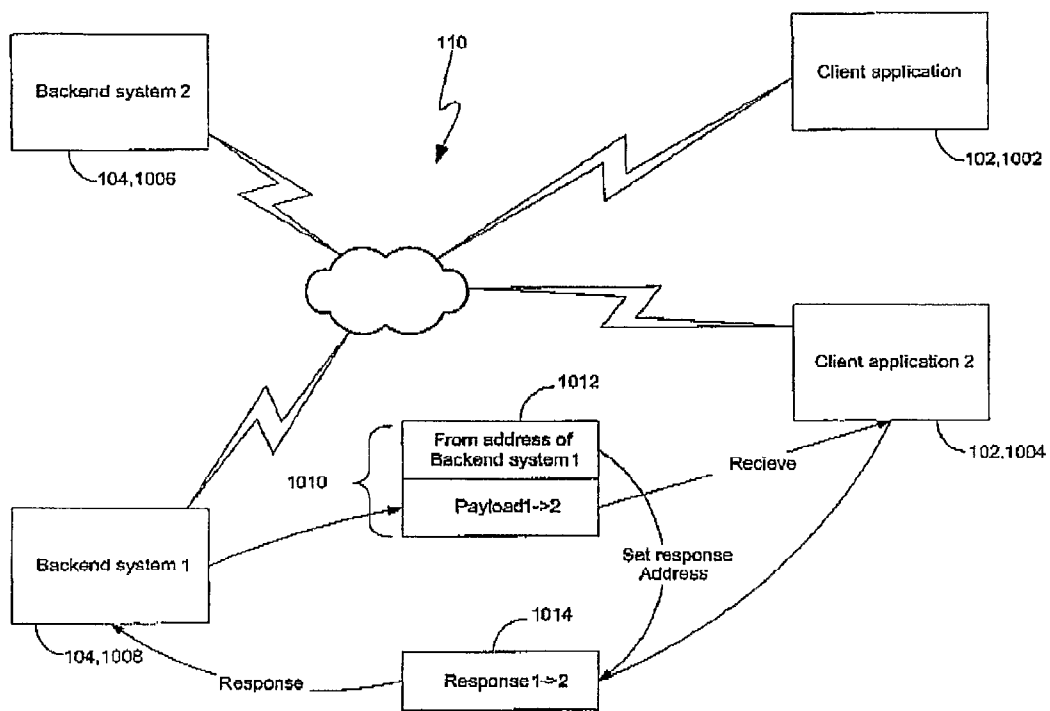 110
Backend system 2
Client application
104,1006
102,1002
Client application 2
1012
From address of
Backend system 1
102,1004
Recieve
1010
Payload1->2
Backend system 1
Set response
Address
1014
104,1008
Response
Response1->2